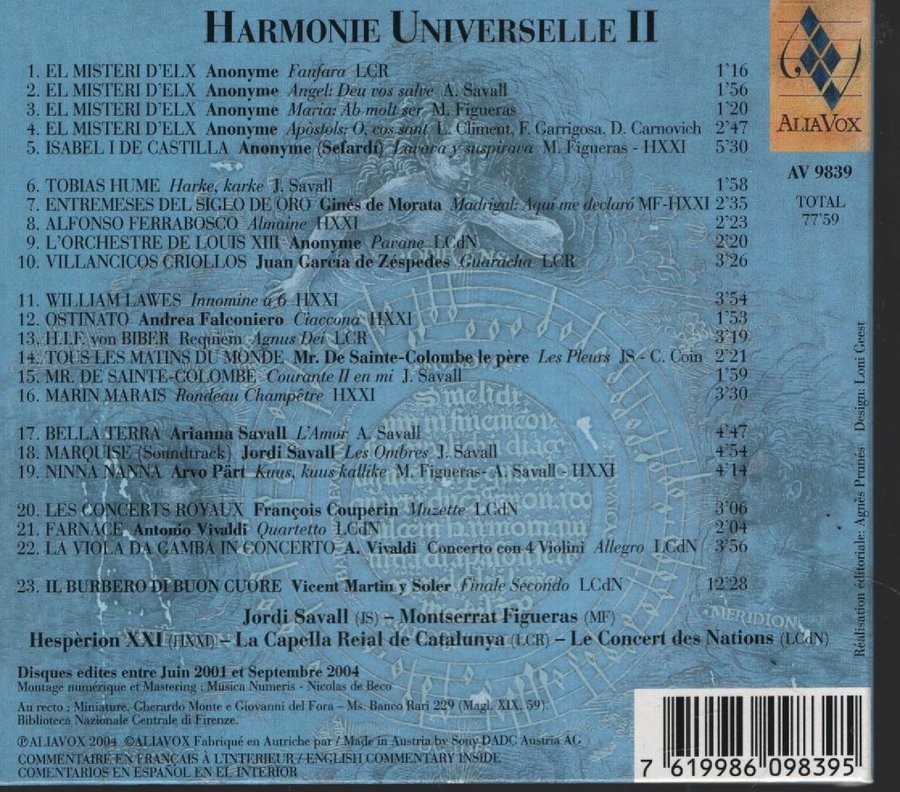 HARMONIE UNIVERSELLE II
1. EL MISTERI D'ELX Anonyme Fanfara LCR 1'16
2. EL MISTERI D'ELX Anonyme Angel: Deu vos salve A. Savall 1'56
3. EL MISTERI D'ELX Anonyme Maria: Ab molt ser M. Figueras 1'20
4. EL MISTERI D'ELX Anonyme Apóstols: O, cos sant L. Climent, F. Garrigosa, D. Carnovich 2'47
5. ISABEL I DE CASTILLA Anonyme (Sefardí) Lavava y suspirava M. Figueras - HXXI 5'30
6. TOBIAS HUME Harke, karke J. Savall 1'58
7. ENTREMESES DEL SIGLO DE ORO Ginés de Morata Madrigal: Aqui me declaró MF-HXXI 2'35
8. ALFONSO FERRABOSCO Almaine HXXI 2'23
9. L'ORCHESTRE DE LOUIS XIII Anonyme Pavane LCdN 2'20
10. VILLANCICOS CRIOLLOS Juan García de Zéspedes Guaracha LCR 3'26
11. WILLIAM LAWES Innomine a 6 HXXI 3'54
12. OSTINATO Andrea Falconiero Ciaccona HXXI 1'53
13. H.I.F. von BIBER Requiem Agnus Dei LCR 3'19
14. TOUS LES MATINS DU MONDE Mr. De Sainte-Colombe le père Les Pleurs JS - C. Coin 2'21
15. MR. DE SAINTE-COLOMBE Courante II en mi J. Savall 1'59
16. MARIN MARAIS Rondeau Champêtre HXXI 3'30
17. BELLA TERRA Arianna Savall L'Amor A. Savall 4'47
18. MARQUISE (Soundtrack) Jordi Savall Les Ombres J. Savall 4'54
19. NINNA NANNA Arvo Pärt Kuus, kuus kallike M. Figueras- A. Savall - HXXI 4'14
20. LES CONCERTS ROYAUX François Couperin Muzette LCdN 3'06
21. FARNACE Antonio Vivaldi Quartetto LCdN 2'04
22. LA VIOLA DA GAMBA IN CONCERTO A. Vivaldi Concerto con 4 Violini Allegro LCdN 3'56
23. IL BURBERO DI BUON CUORE Vicent Martin y Soler Finale Secondo LCdN 12'28
Jordi Savall (JS) – Montserrat Figueras (MF)
Hespèrion XXI (HXXI) – La Capella Reial de Catalunya (LCR) – Le Concert des Nations (LCdN)
Disques edites entre Juin 2001 et Septembre 2004
Montage numérique et Mastering : Musica Numeris - Nicolas de Beco
Au recto : Miniature. Gherardo Monte e Giovanni del Fora – Ms. Banco Rari 229 (Magl. XIX, 59).
Biblioteca Nazionale Centrale di Firenze.
℗ALIAVOX 2004 ©ALIAVOX Fabriqué en Autriche par / Made in Austria by Sony DADC Austria AG
COMMENTAIRE EN FRANÇAIS À L'INTERIEUR / ENGLISH COMMENTARY INSIDE
COMENTARIOS EN ESPAÑOL EN EL INTERIOR
ALIAVOX
AV 9839
TOTAL
77'59
Réalisation éditoriale: Agnès Prunés Design: Loni Geest
MERIDION
7 619986 098395